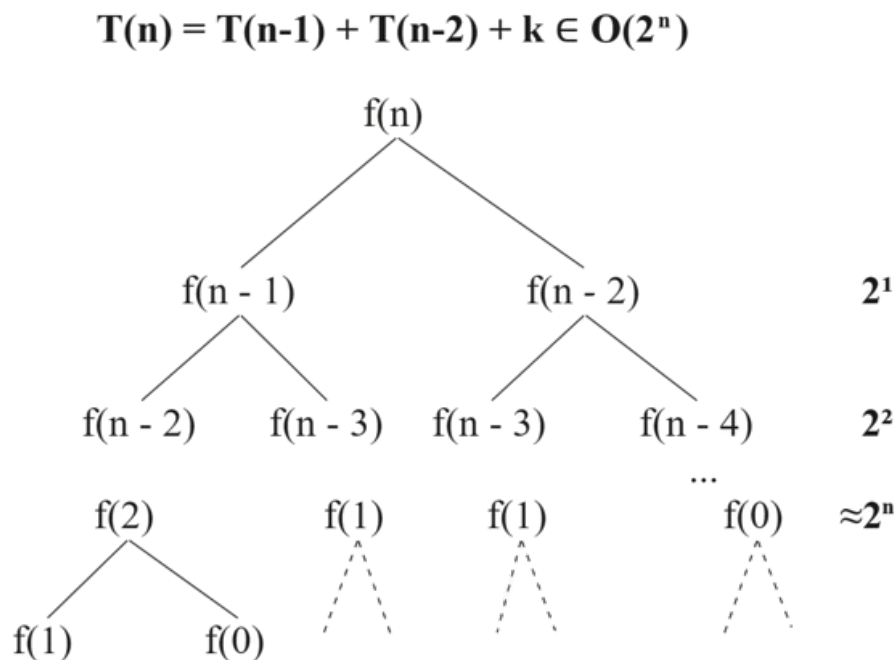 T(n) = T(n-1) + T(n-2) + k ∈ O(2ⁿ)
f(n)
f(n - 1) f(n - 2) 2¹
f(n - 2) f(n - 3) f(n - 3) f(n - 4) 2²
...
f(2) f(1) f(1) f(0) ≈2ⁿ
f(1) f(0)